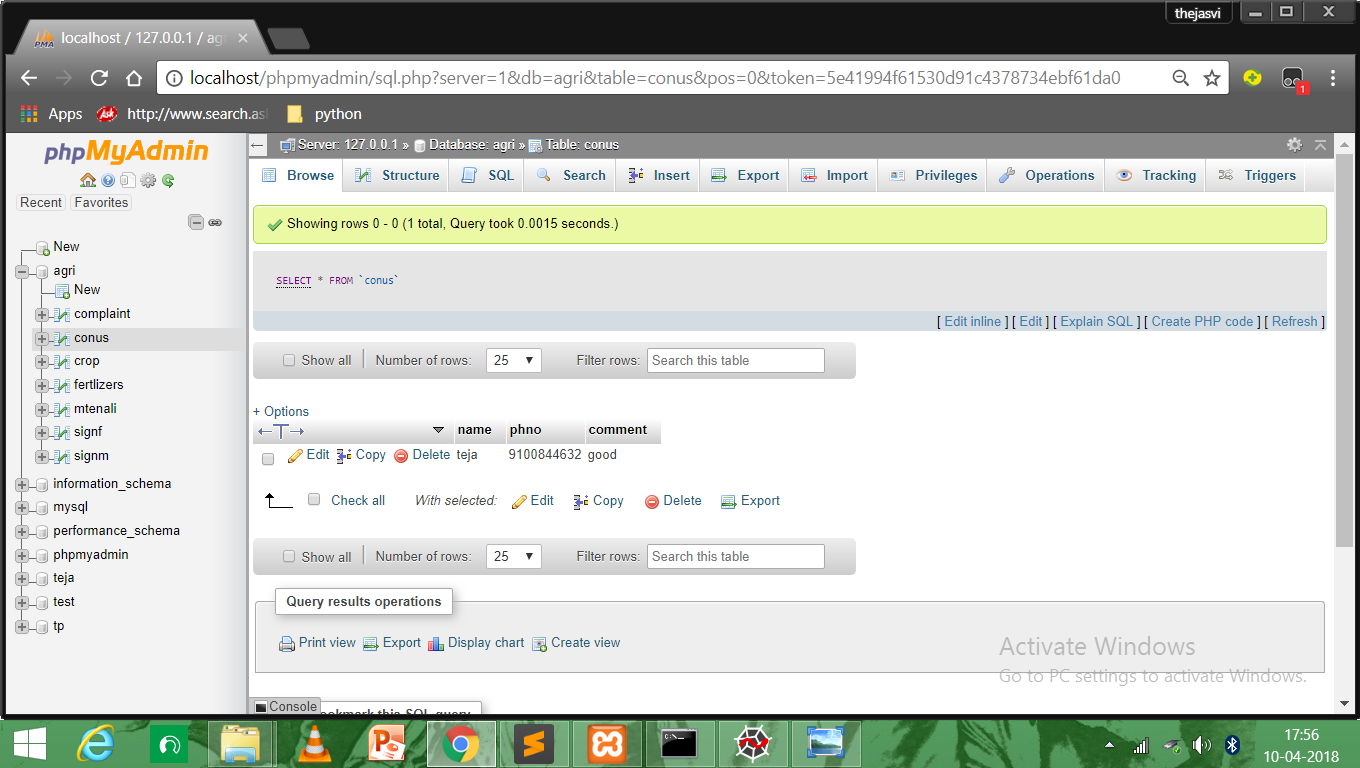 thejasvi
localhost / 127.0.0.1 / ag
localhost/phpmyadmin/sql.php?server=1&db=agri&table=conus&pos=0&token=5e41994f61530d91c4378734ebf61da0
1
Apps Ask http://www.search.as python
phpMyAdmin
Recent Favorites
New
agri
New
complaint
conus
crop
fertlizers
mtenali
signf
signm
information_schema
mysql
performance_schema
phpmyadmin
teja
test
tp
Server: 127.0.0.1 » Database: agri » Table: conus
Browse Structure SQL Search Insert Export Import Privileges Operations Tracking Triggers
Showing rows 0 - 0 (1 total, Query took 0.0015 seconds.)
SELECT * FROM `conus`
[ Edit inline ] [ Edit ] [ Explain SQL ] [ Create PHP code ] [ Refresh ]
Show all Number of rows: 25 Filter rows: Search this table
+ Options
name phno comment
Edit Copy Delete teja 9100844632 good
Check all With selected: Edit Copy Delete Export
Show all Number of rows: 25 Filter rows: Search this table
Query results operations
Print view Export Display chart Create view
Activate Windows
Go to PC settings to activate Windows.
Console
17:56
10-04-2018